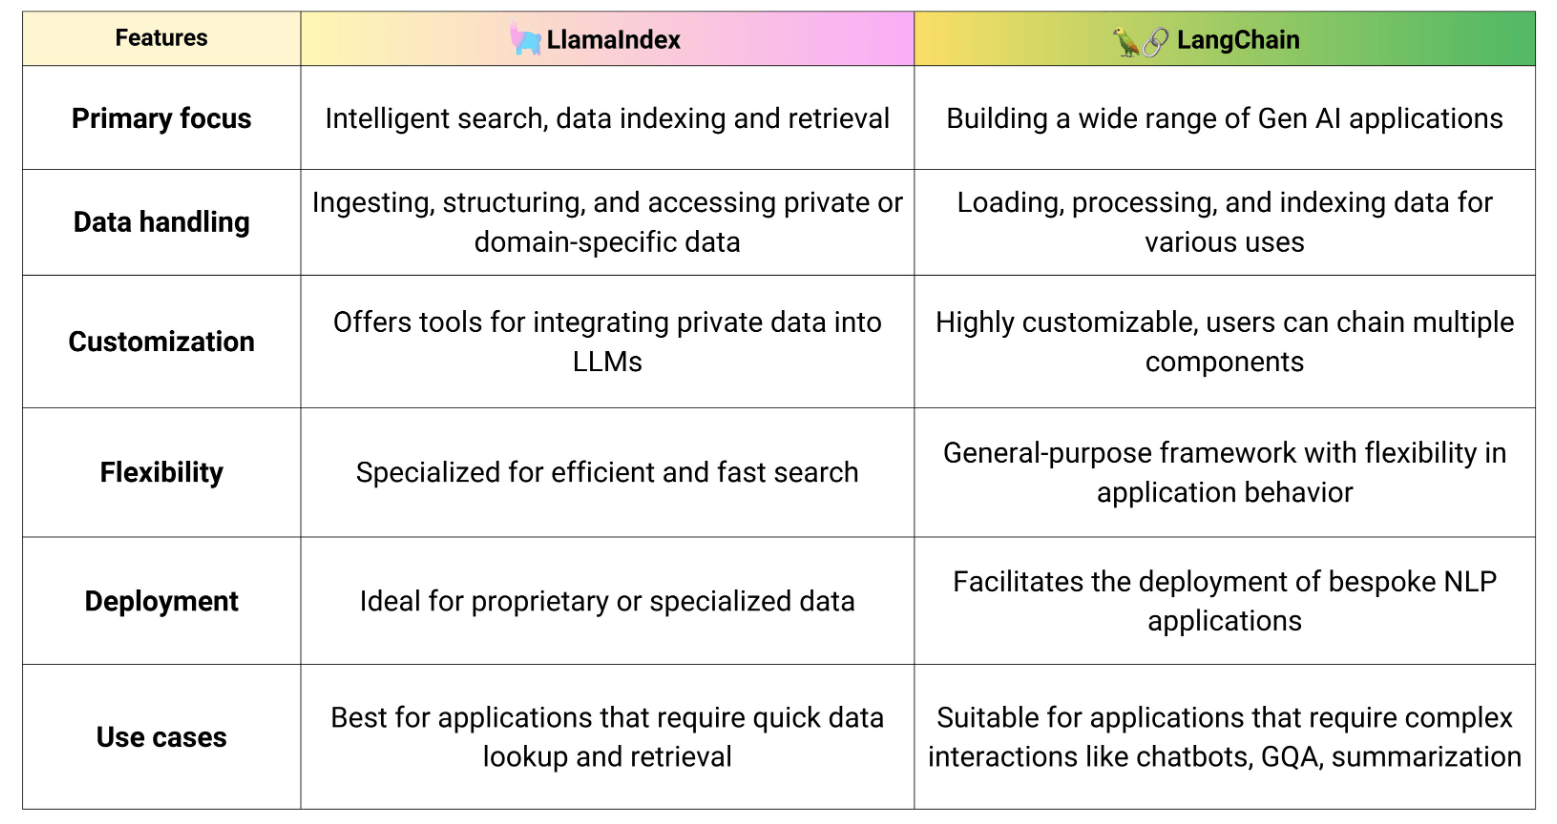 Features
LlamaIndex
LangChain
Primary focus
Intelligent search, data indexing and retrieval
Building a wide range of Gen AI applications
Data handling
Ingesting, structuring, and accessing private or
domain-specific data
Loading, processing, and indexing data for
various uses
Customization
Offers tools for integrating private data into
LLMs
Highly customizable, users can chain multiple
components
Flexibility
Specialized for efficient and fast search
General-purpose framework with flexibility in
application behavior
Deployment
Ideal for proprietary or specialized data
Facilitates the deployment of bespoke NLP
applications
Use cases
Best for applications that require quick data
lookup and retrieval
Suitable for applications that require complex
interactions like chatbots, GQA, summarization